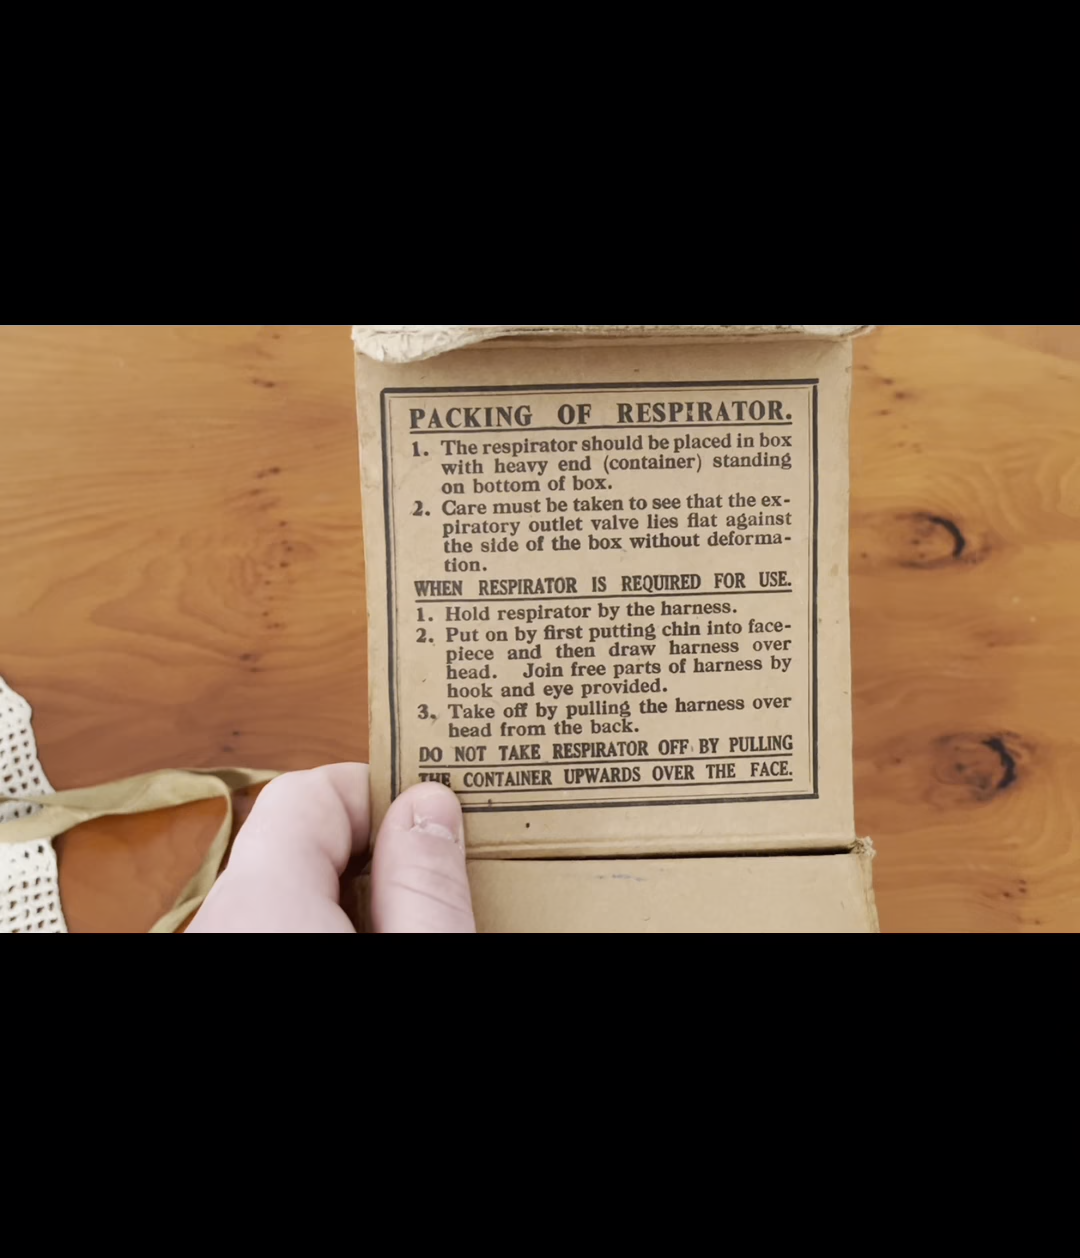 PACKING OF RESPIRATOR.
1. The respirator should be placed in box
with heavy end (container) standing
on bottom of box.
2. Care must be taken to see that the ex-
piratory outlet valve lies flat against
the side of the box without deforma-
tion.
WHEN RESPIRATOR IS REQUIRED FOR USE.
1. Hold respirator by the harness.
2. Put on by first putting chin into face-
piece and then draw harness over
head. Join free parts of harness by
hook and eye provided.
3. Take off by pulling the harness over
head from the back.
DO NOT TAKE RESPIRATOR OFF BY PULLING
THE CONTAINER UPWARDS OVER THE FACE.